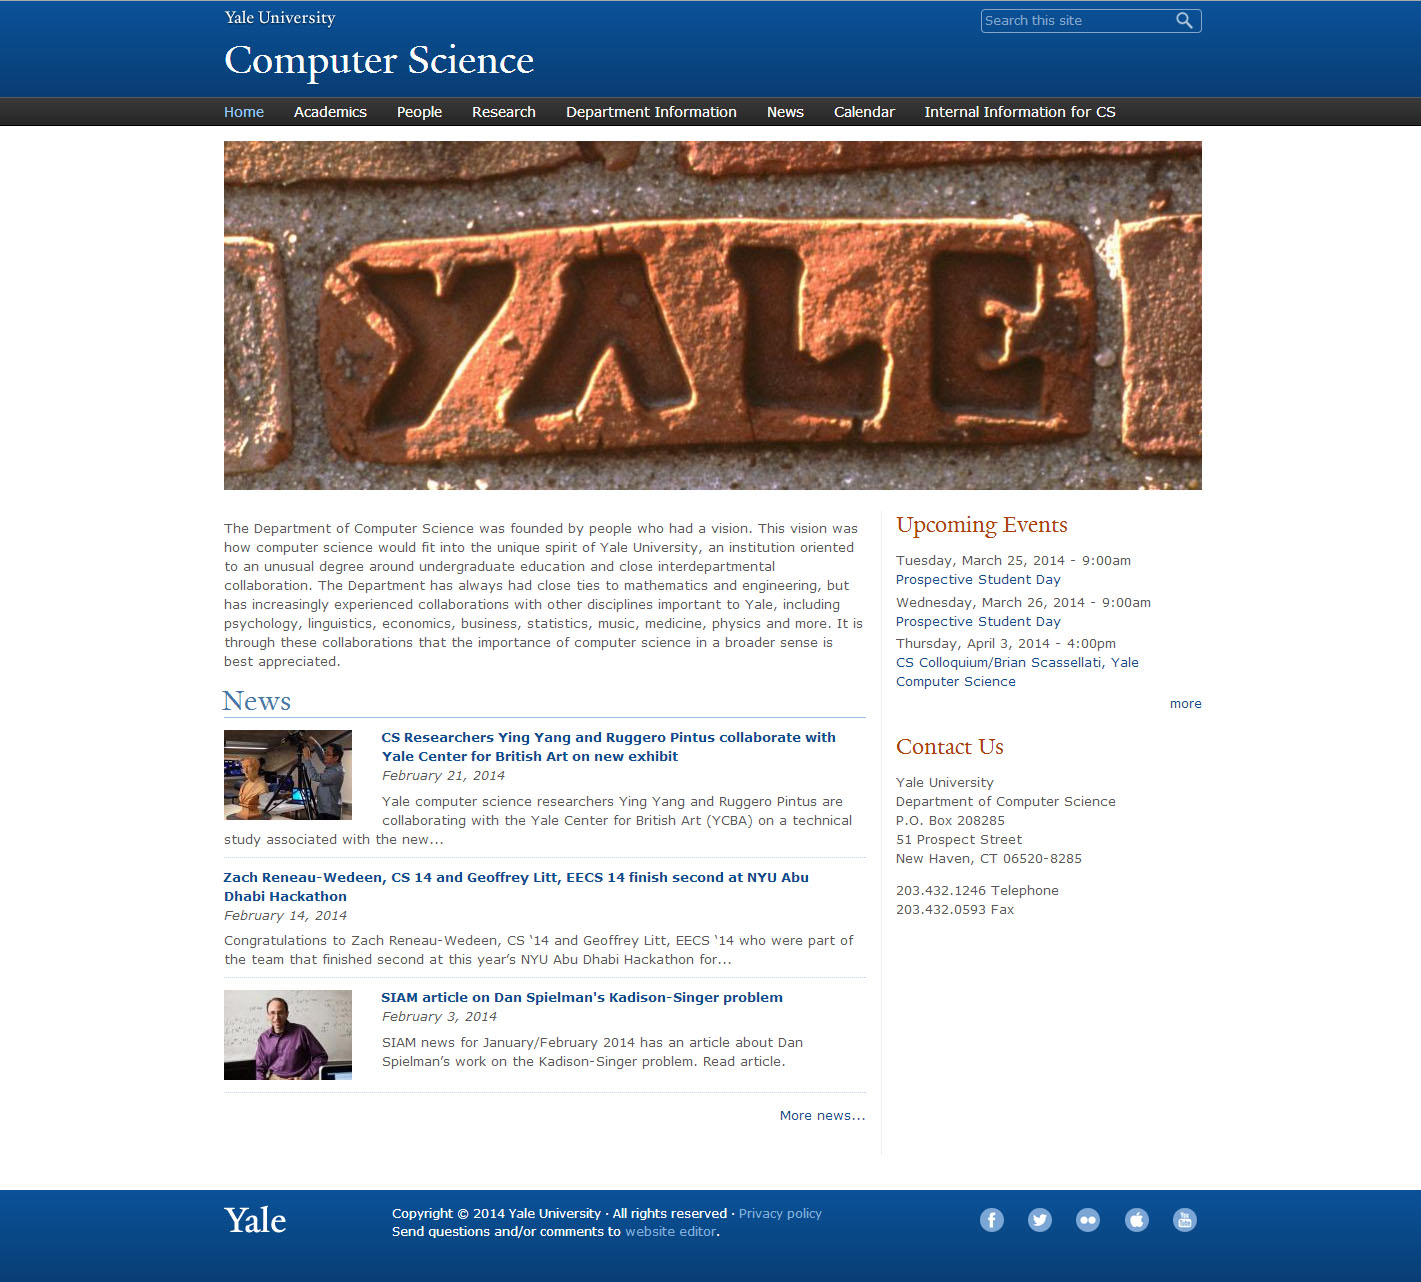 Yale University
Search this site
Computer Science
Home Academics People Research Department Information News Calendar Internal Information for CS
YALE
The Department of Computer Science was founded by people who had a vision. This vision was
how computer science would fit into the unique spirit of Yale University, an institution oriented
to an unusual degree around undergraduate education and close interdepartmental
collaboration. The Department has always had close ties to mathematics and engineering, but
has increasingly experienced collaborations with other disciplines important to Yale, including
psychology, linguistics, economics, business, statistics, music, medicine, physics and more. It is
through these collaborations that the importance of computer science in a broader sense is
best appreciated.
News
CS Researchers Ying Yang and Ruggero Pintus collaborate with
Yale Center for British Art on new exhibit
February 21, 2014
Yale computer science researchers Ying Yang and Ruggero Pintus are
collaborating with the Yale Center for British Art (YCBA) on a technical
study associated with the new...
Zach Reneau-Wedeen, CS 14 and Geoffrey Litt, EECS 14 finish second at NYU Abu
Dhabi Hackathon
February 14, 2014
Congratulations to Zach Reneau-Wedeen, CS ‘14 and Geoffrey Litt, EECS ‘14 who were part of
the team that finished second at this year’s NYU Abu Dhabi Hackathon for...
SIAM article on Dan Spielman's Kadison-Singer problem
February 3, 2014
SIAM news for January/February 2014 has an article about Dan
Spielman’s work on the Kadison-Singer problem. Read article.
More news...
Upcoming Events
Tuesday, March 25, 2014 - 9:00am
Prospective Student Day
Wednesday, March 26, 2014 - 9:00am
Prospective Student Day
Thursday, April 3, 2014 - 4:00pm
CS Colloquium/Brian Scassellati, Yale
Computer Science
more
Contact Us
Yale University
Department of Computer Science
P.O. Box 208285
51 Prospect Street
New Haven, CT 06520-8285
203.432.1246 Telephone
203.432.0593 Fax
Yale
Copyright © 2014 Yale University · All rights reserved · Privacy policy
Send questions and/or comments to website editor.
You Tube